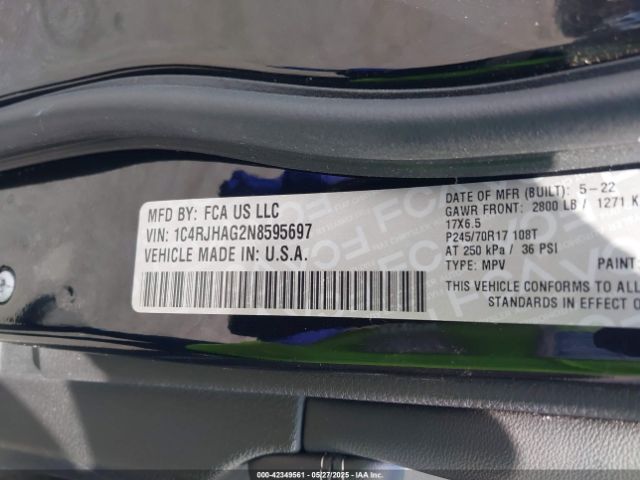 MFD BY: FCA US LLC
VIN: 1C4RJHAG2N8595697
VEHICLE MADE IN: U.S.A.
DATE OF MFR (BUILT): 5-22
GAWR FRONT: 2800 LB / 1271 K
17X6.5
P245/70R17 108T
AT 250 kPa / 36 PSI
TYPE: MPV PAINT:
THIS VEHICLE CONFORMS TO ALL
STANDARDS IN EFFECT O
00-42349561 - 05/27/2025 - IAA Inc.